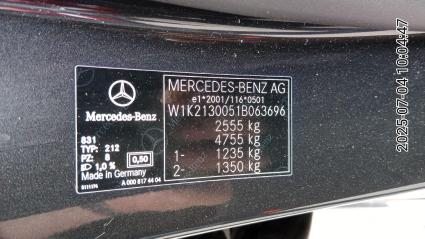 MERCEDES-BENZ AG
e1*2001/116*0501
W1K2130051B063696
2555 kg
4755 kg
1- 1235 kg
2- 1350 kg
Mercedes-Benz
831
TYP: 212
PZ: 8 0,50
1,0 %
Made in Germany
S111174 A 000 817 44 04
2025-07-04 10:04:47